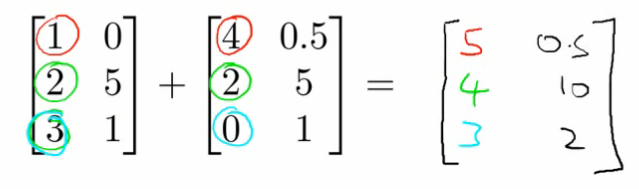 [1 0] + [4 0.5] = [5 0.5]
[2 5] + [2 5] = [4 10]
[3 1] + [0 1] = [3 2]